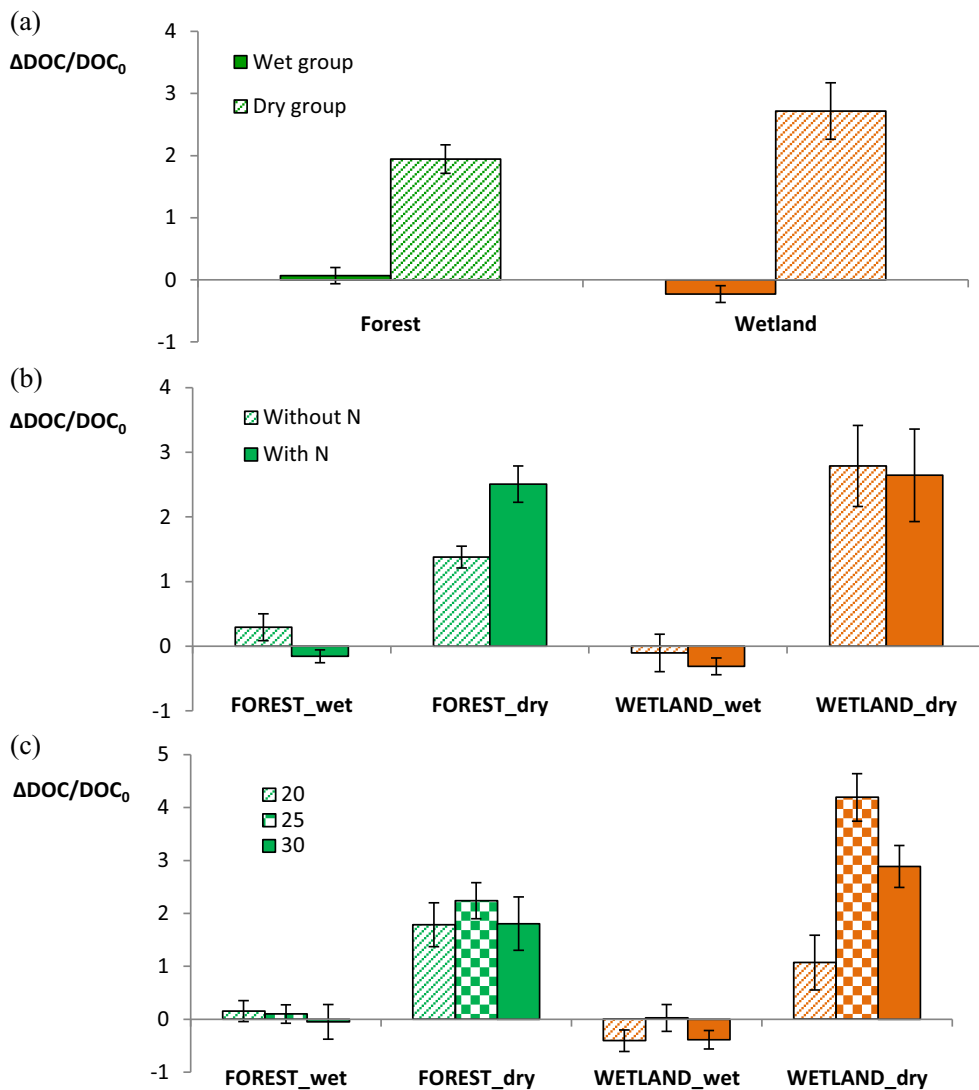 (a)
ΔDOC/DOC₀
4
3
2
1
0
-1
Wet group
Dry group
Forest
Wetland
(b)
ΔDOC/DOC₀
4
3
2
1
0
-1
Without N
With N
FOREST_wet
FOREST_dry
WETLAND_wet
WETLAND_dry
(c)
ΔDOC/DOC₀
5
4
3
2
1
0
-1
20
25
30
FOREST_wet
FOREST_dry
WETLAND_wet
WETLAND_dry